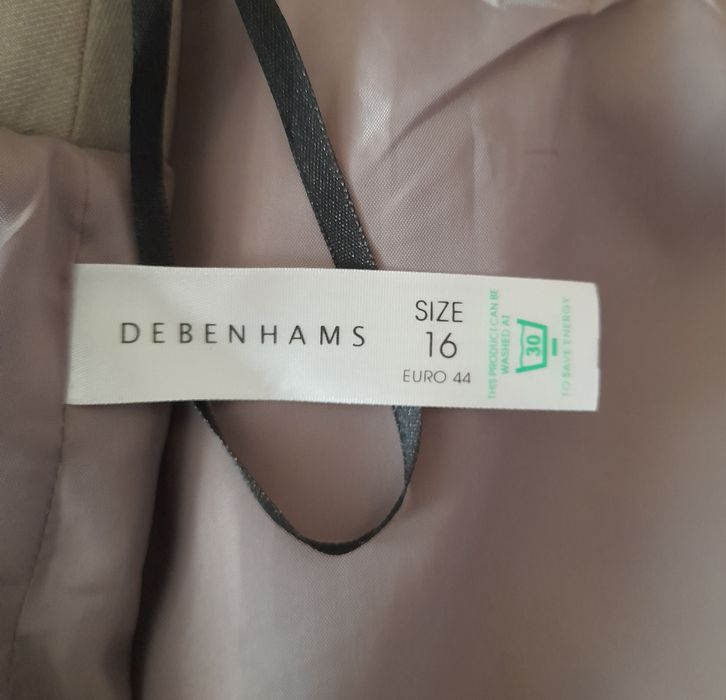 DEBENHAMS
SIZE
16
EURO 44
THIS PRODUCT CAN BE
WASHED AT
30
TO SAVE ENERGY